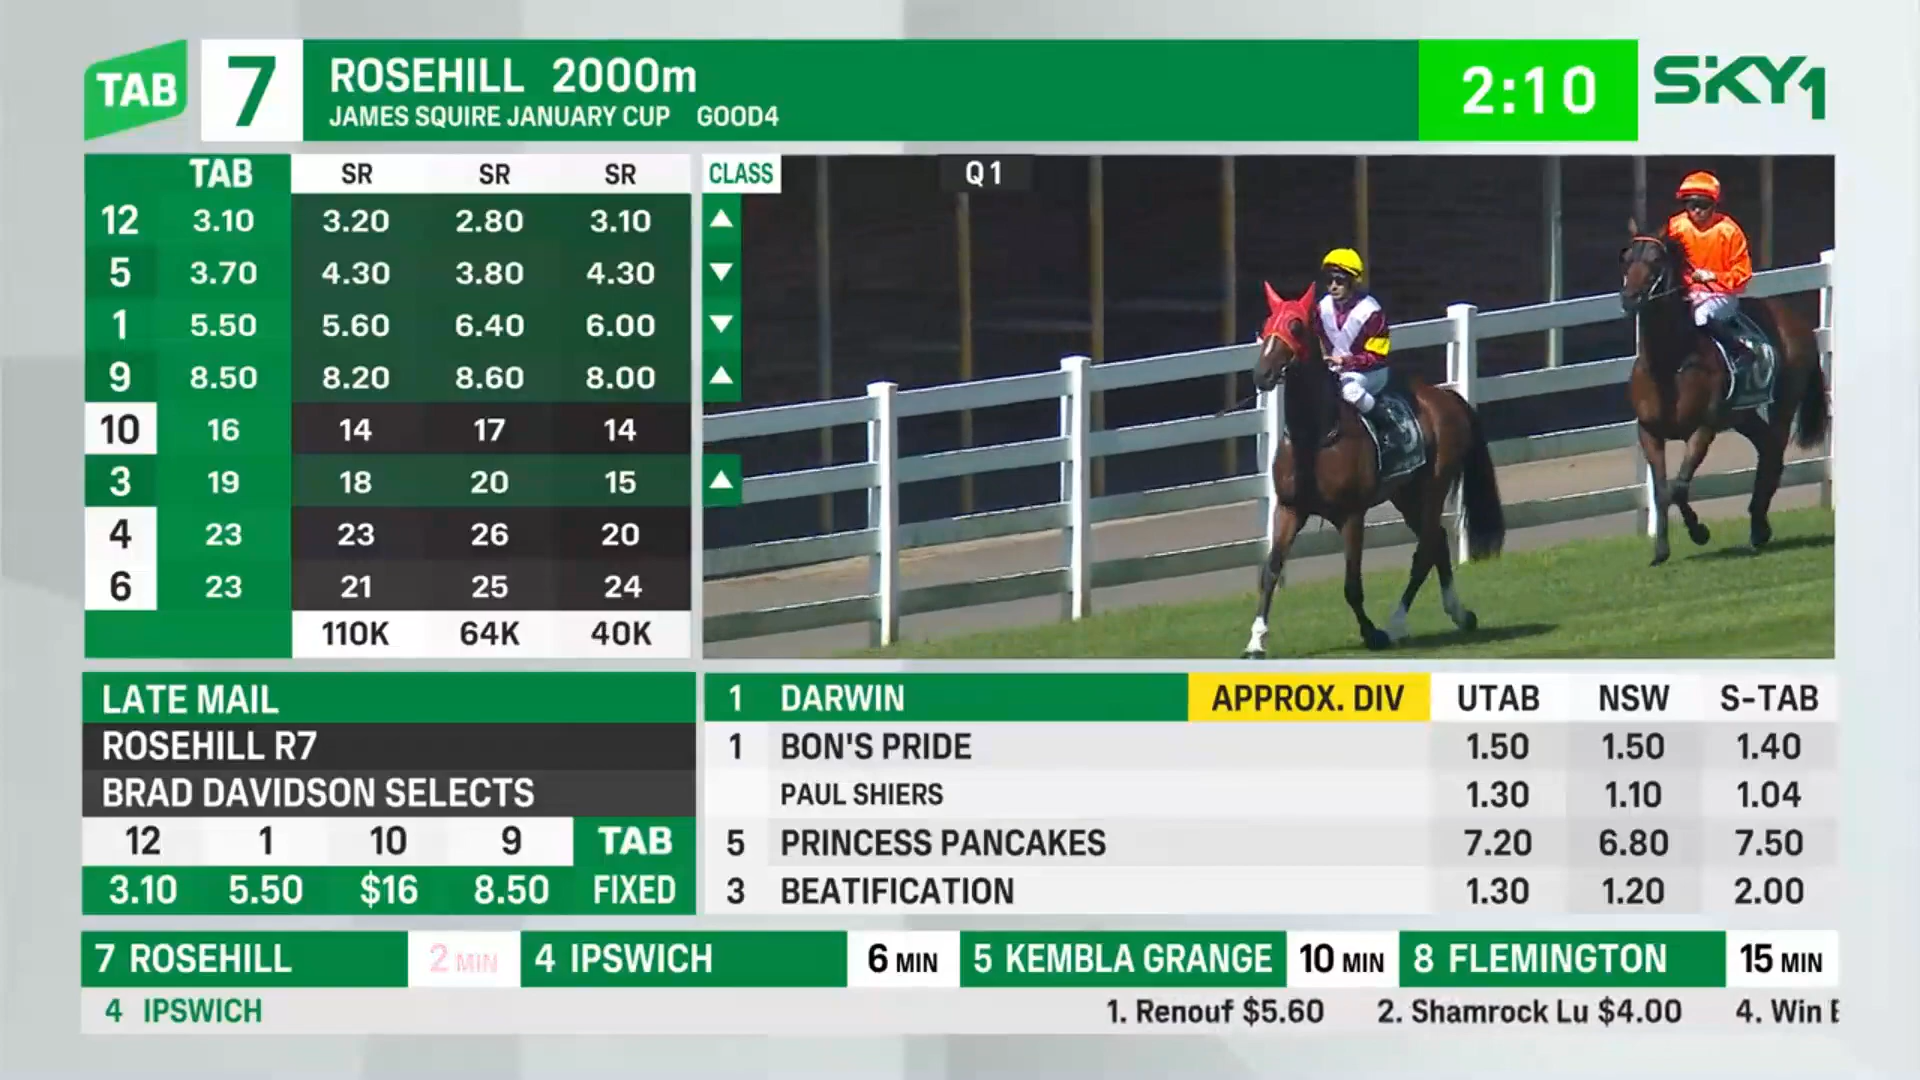 TAB 7 ROSEHILL 2000m 2:10 SKY1
JAMES SQUIRE JANUARY CUP GOOD4
TAB SR SR SR CLASS Q1
12 3.10 3.20 2.80 3.10
5 3.70 4.30 3.80 4.30
1 5.50 5.60 6.40 6.00
9 8.50 8.20 8.60 8.00
10 16 14 17 14
3 19 18 20 15
4 23 23 26 20
6 23 21 25 24
110K 64K 40K
LATE MAIL
ROSEHILL R7
BRAD DAVIDSON SELECTS
12 1 10 9 TAB
3.10 5.50 $16 8.50 FIXED
1 DARWIN APPROX. DIV UTAB NSW S-TAB
1 BON'S PRIDE 1.50 1.50 1.40
PAUL SHIERS 1.30 1.10 1.04
5 PRINCESS PANCAKES 7.20 6.80 7.50
3 BEATIFICATION 1.30 1.20 2.00
7 ROSEHILL 2 MIN 4 IPSWICH 6 MIN 5 KEMBLA GRANGE 10 MIN 8 FLEMINGTON 15 MIN
4 IPSWICH 1. Renouf $5.60 2. Shamrock Lu $4.00 4. Win